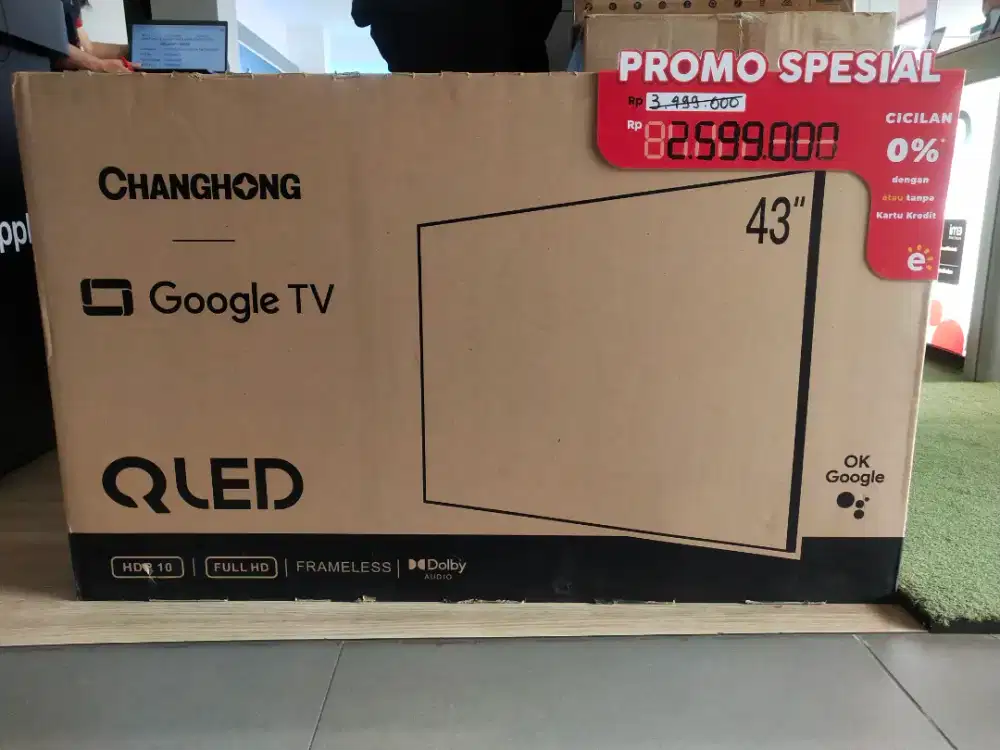 PROMO SPESIAL
Rp 3.499.000
Rp 2.599.000
CICILAN
0%*
dengan
atau tanpa
Kartu Kredit
e
CHANGHONG
Google TV
43"
QLED
OK
Google
HDR 10 | FULL HD | FRAMELESS | Dolby
AUDIO
ppl